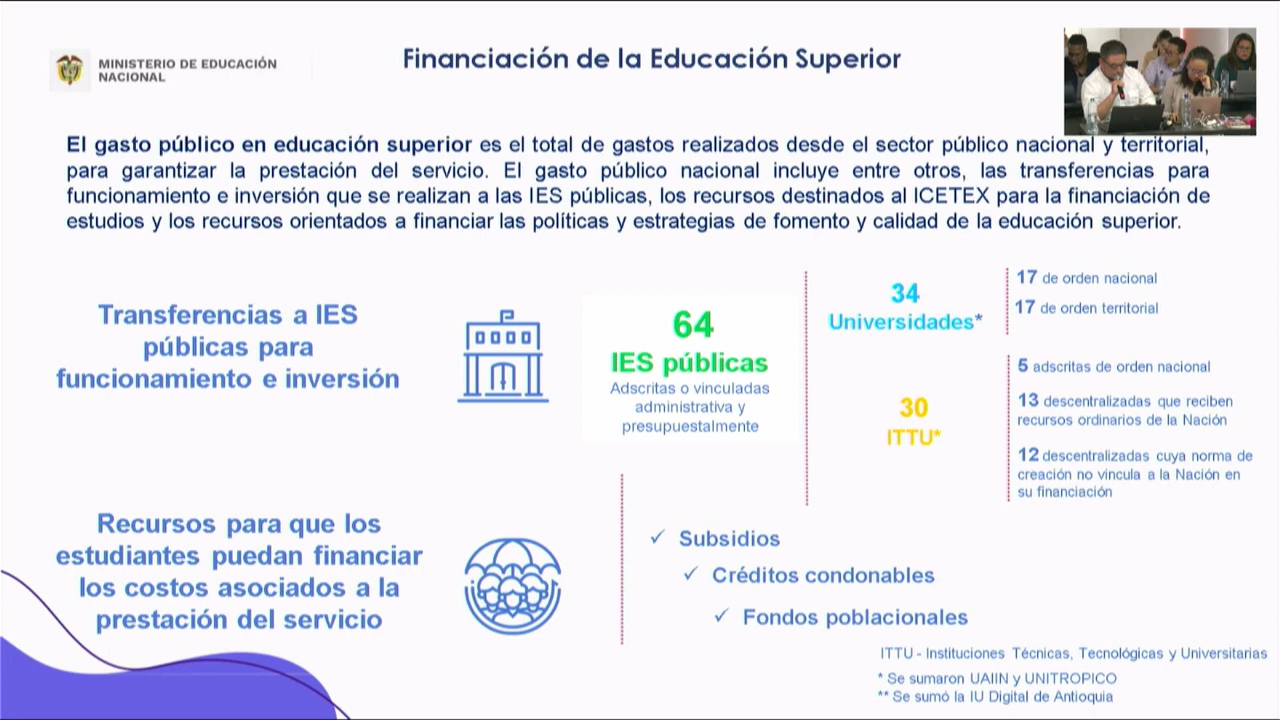 MINISTERIO DE EDUCACIÓN
NACIONAL
Financiación de la Educación Superior
El gasto público en educación superior es el total de gastos realizados desde el sector público nacional y territorial,
para garantizar la prestación del servicio. El gasto público nacional incluye entre otros, las transferencias para
funcionamiento e inversión que se realizan a las IES públicas, los recursos destinados al ICETEX para la financiación de
estudios y los recursos orientados a financiar las políticas y estrategias de fomento y calidad de la educación superior.
Transferencias a IES
públicas para
funcionamiento e inversión
64
IES públicas
Adscritas o vinculadas
administrativa y
presupuestalmente
34
Universidades*
17 de orden nacional
17 de orden territorial
30
ITTU*
5 adscritas de orden nacional
13 descentralizadas que reciben
recursos ordinarios de la Nación
12 descentralizadas cuya norma de
creación no vincula a la Nación en
su financiación
Recursos para que los
estudiantes puedan financiar
los costos asociados a la
prestación del servicio
✓ Subsidios
✓ Créditos condonables
✓ Fondos poblacionales
ITTU - Instituciones Técnicas, Tecnológicas y Universitarias
* Se sumaron UAIIN y UNITROPICO
** Se sumó la IU Digital de Antioquia